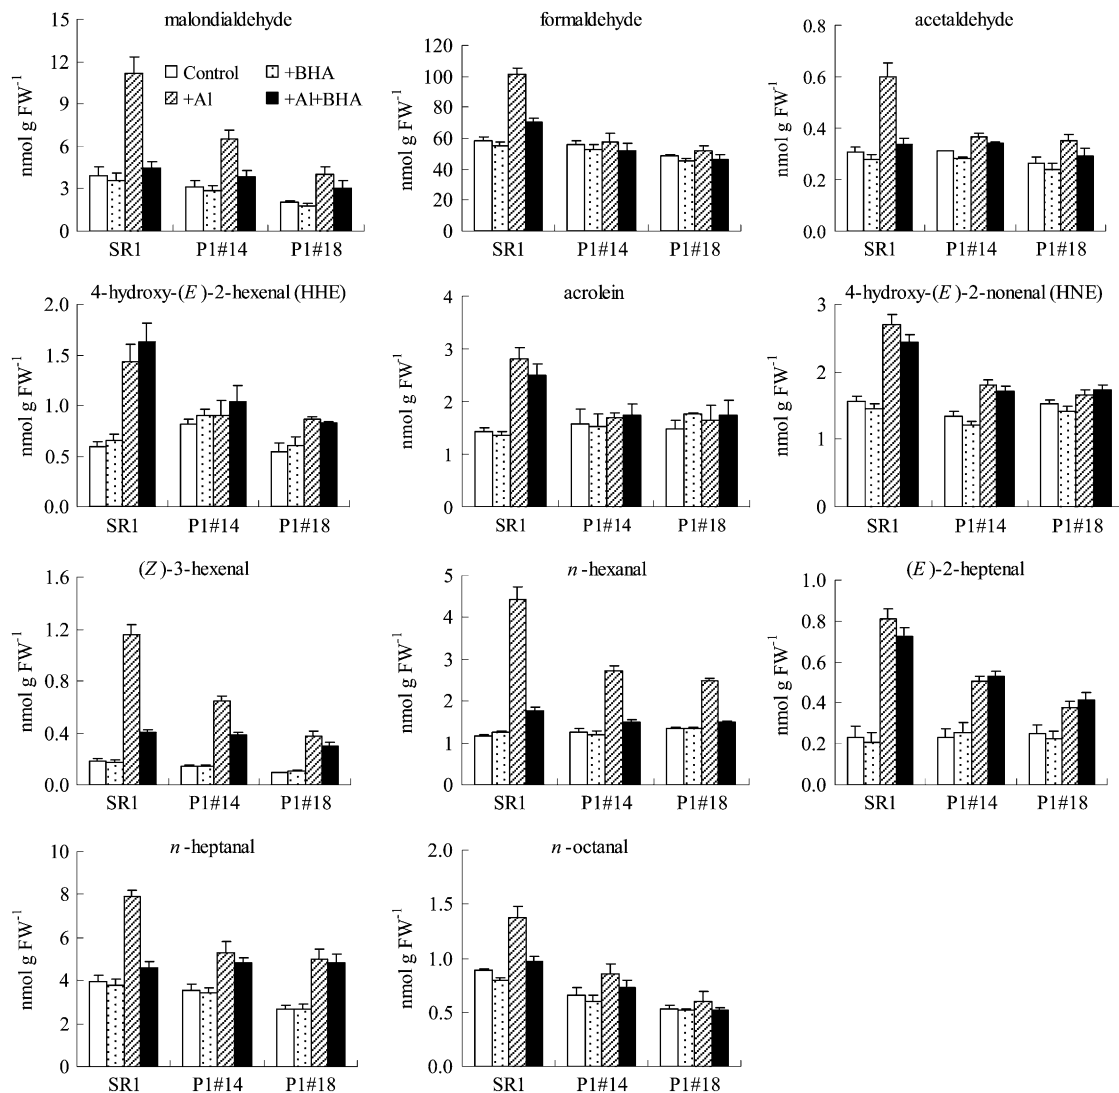 malondialdehyde
formaldehyde
acetaldehyde
nmol g FW-1
15
12
9
6
3
0
Control
+BHA
+Al
+Al+BHA
SR1 P1#14 P1#18
nmol g FW-1
120
100
80
60
40
20
0
SR1 P1#14 P1#18
nmol g FW-1
0.8
0.6
0.4
0.2
0.0
SR1 P1#14 P1#18
4-hydroxy-(E)-2-hexenal (HHE)
acrolein
4-hydroxy-(E)-2-nonenal (HNE)
nmol g FW-1
2.0
1.5
1.0
0.5
0.0
SR1 P1#14 P1#18
nmol g FW-1
4
3
2
1
0
SR1 P1#14 P1#18
nmol g FW-1
3
2
1
0
SR1 P1#14 P1#18
(Z)-3-hexenal
n-hexanal
(E)-2-heptenal
nmol g FW-1
1.6
1.2
0.8
0.4
0.0
SR1 P1#14 P1#18
nmol g FW-1
5
4
3
2
1
0
SR1 P1#14 P1#18
nmol g FW-1
1.0
0.8
0.6
0.4
0.2
0.0
SR1 P1#14 P1#18
n-heptanal
n-octanal
nmol g FW-1
10
8
6
4
2
0
SR1 P1#14 P1#18
nmol g FW-1
2.0
1.5
1.0
0.5
0.0
SR1 P1#14 P1#18